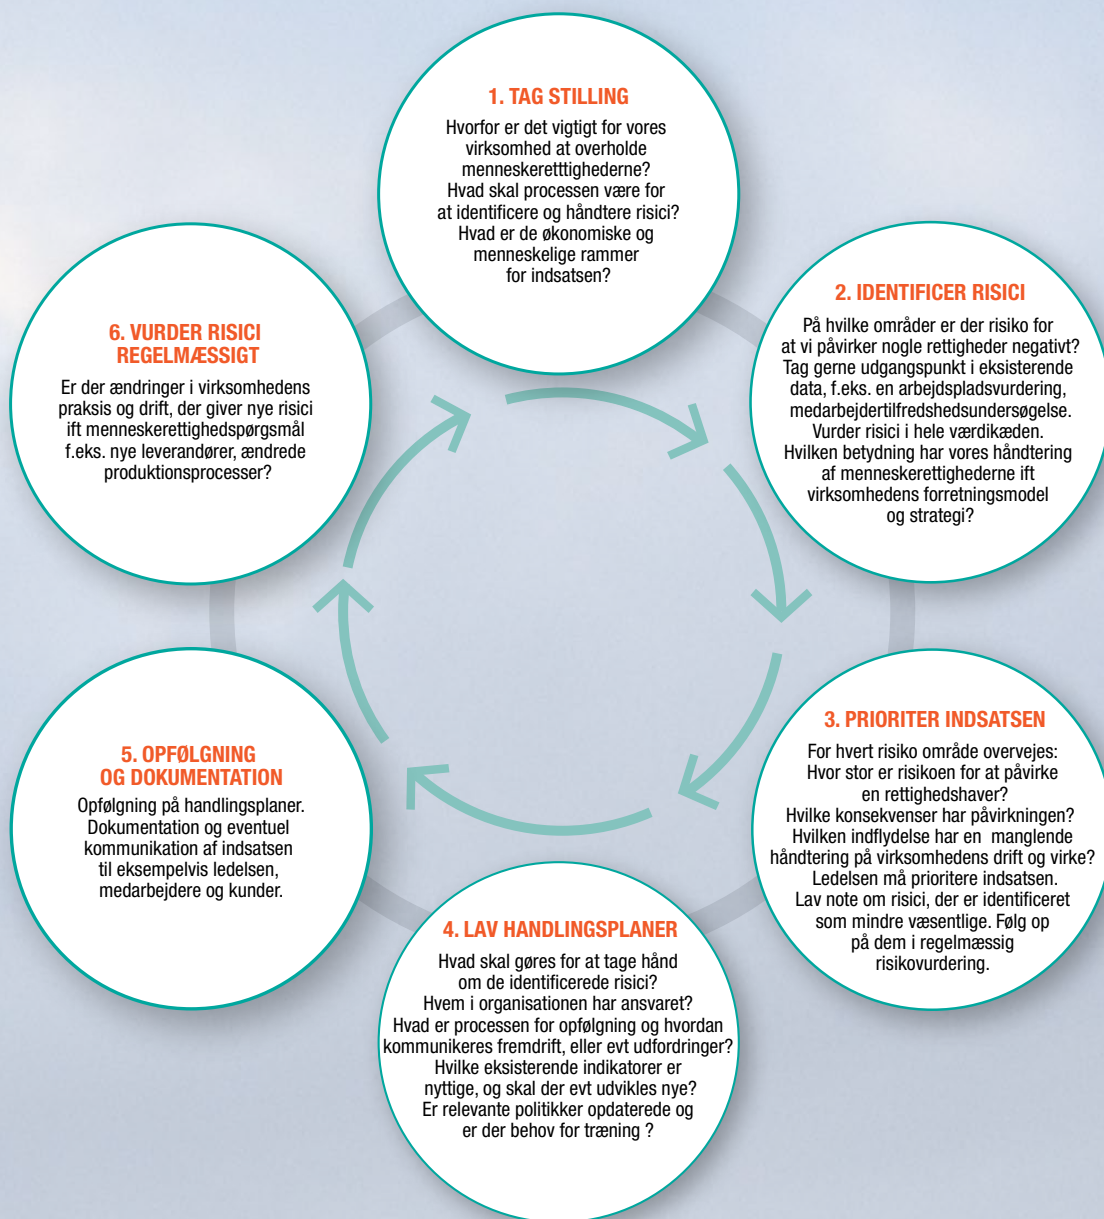 1. TAG STILLING
Hvorfor er det vigtigt for vores
virksomhed at overholde
menneskeretttighederne?
Hvad skal processen være for
at identificere og håndtere risici?
Hvad er de økonomiske og
menneskelige rammer
for indsatsen?
2. IDENTIFICER RISICI
På hvilke områder er der risiko for
at vi påvirker nogle rettigheder negativt?
Tag gerne udgangspunkt i eksisterende
data, f.eks. en arbejdspladsvurdering,
medarbejdertilfredshedsundersøgelse.
Vurder risici i hele værdikæden.
Hvilken betydning har vores håndtering
af menneskerettighederne ift
virksomhedens forretningsmodel
og strategi?
3. PRIORITER INDSATSEN
For hvert risiko område overvejes:
Hvor stor er risikoen for at påvirke
en rettighedshaver?
Hvilke konsekvenser har påvirkningen?
Hvilken indflydelse har en manglende
håndtering på virksomhedens drift og virke?
Ledelsen må prioritere indsatsen.
Lav note om risici, der er identificeret
som mindre væsentlige. Følg op
på dem i regelmæssig
risikovurdering.
4. LAV HANDLINGSPLANER
Hvad skal gøres for at tage hånd
om de identificerede risici?
Hvem i organisationen har ansvaret?
Hvad er processen for opfølgning og hvordan
kommunikeres fremdrift, eller evt udfordringer?
Hvilke eksisterende indikatorer er
nyttige, og skal der evt udvikles nye?
Er relevante politikker opdaterede og
er der behov for træning ?
5. OPFØLGNING
OG DOKUMENTATION
Opfølgning på handlingsplaner.
Dokumentation og eventuel
kommunikation af indsatsen
til eksempelvis ledelsen,
medarbejdere og kunder.
6. VURDER RISICI
REGELMÆSSIGT
Er der ændringer i virksomhedens
praksis og drift, der giver nye risici
ift menneskerettighedspørgsmål
f.eks. nye leverandører, ændrede
produktionsprocesser?